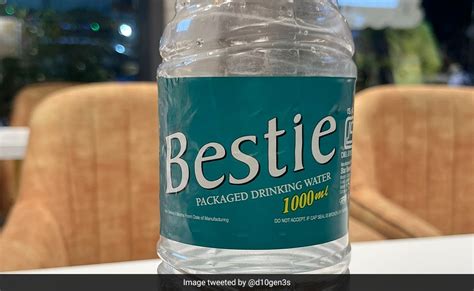 Bestie
PACKAGED DRINKING WATER
1000ml
DO NOT ACCEPT IF CAP SEAL IS BROKEN
Image tweeted by @d10gen3s